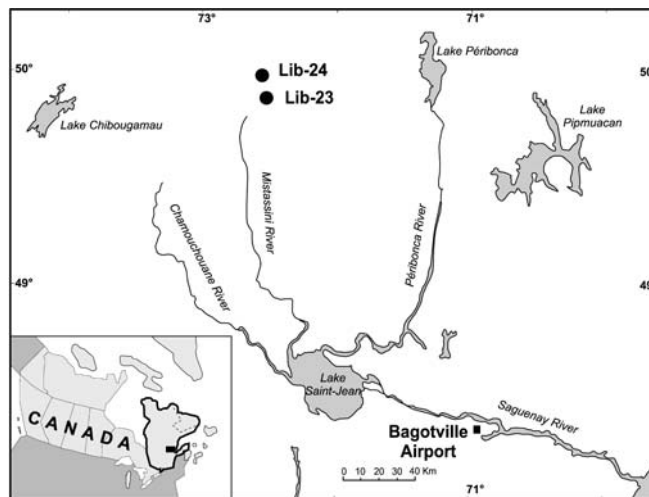 73°
71°
50°
50°
Lake Péribonca
Lib-24
Lib-23
Lake Chibougamau
Lake
Pipmuacan
Mistassini River
Chamouchouane River
Péribonca River
49°
49
Lake
Saint-Jean
Saguenay River
Bagotville
Airport
CANADA
0 10 20 30 40 Km
71°